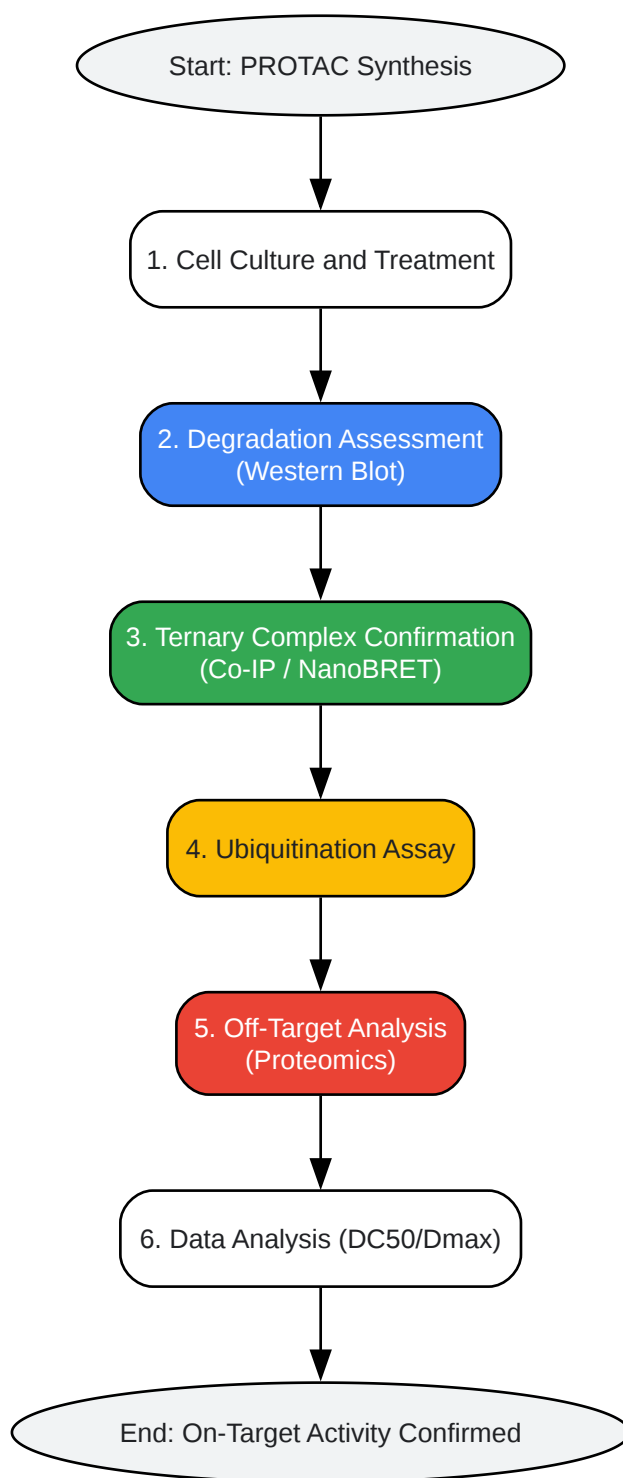 Start: PROTAC Synthesis
1. Cell Culture and Treatment
2. Degradation Assessment
(Western Blot)
3. Ternary Complex Confirmation
(Co-IP / NanoBRET)
4. Ubiquitination Assay
5. Off-Target Analysis
(Proteomics)
6. Data Analysis (DC50/Dmax)
End: On-Target Activity Confirmed